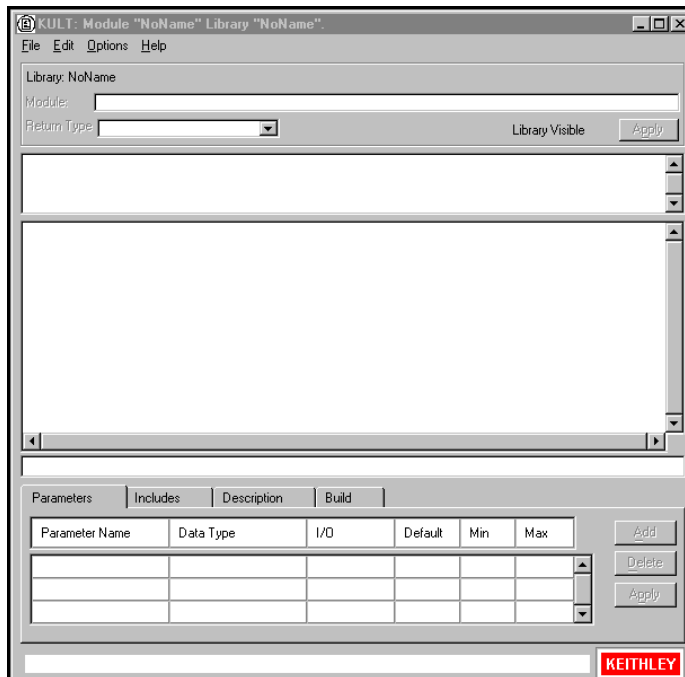 KULT: Module "NoName" Library "NoName".
File Edit Options Help
Library: NoName
Module:
Return Type
Library Visible
Apply
Parameters Includes Description Build
Parameter Name Data Type I/O Default Min Max
Add
Delete
Apply
KEITHLEY